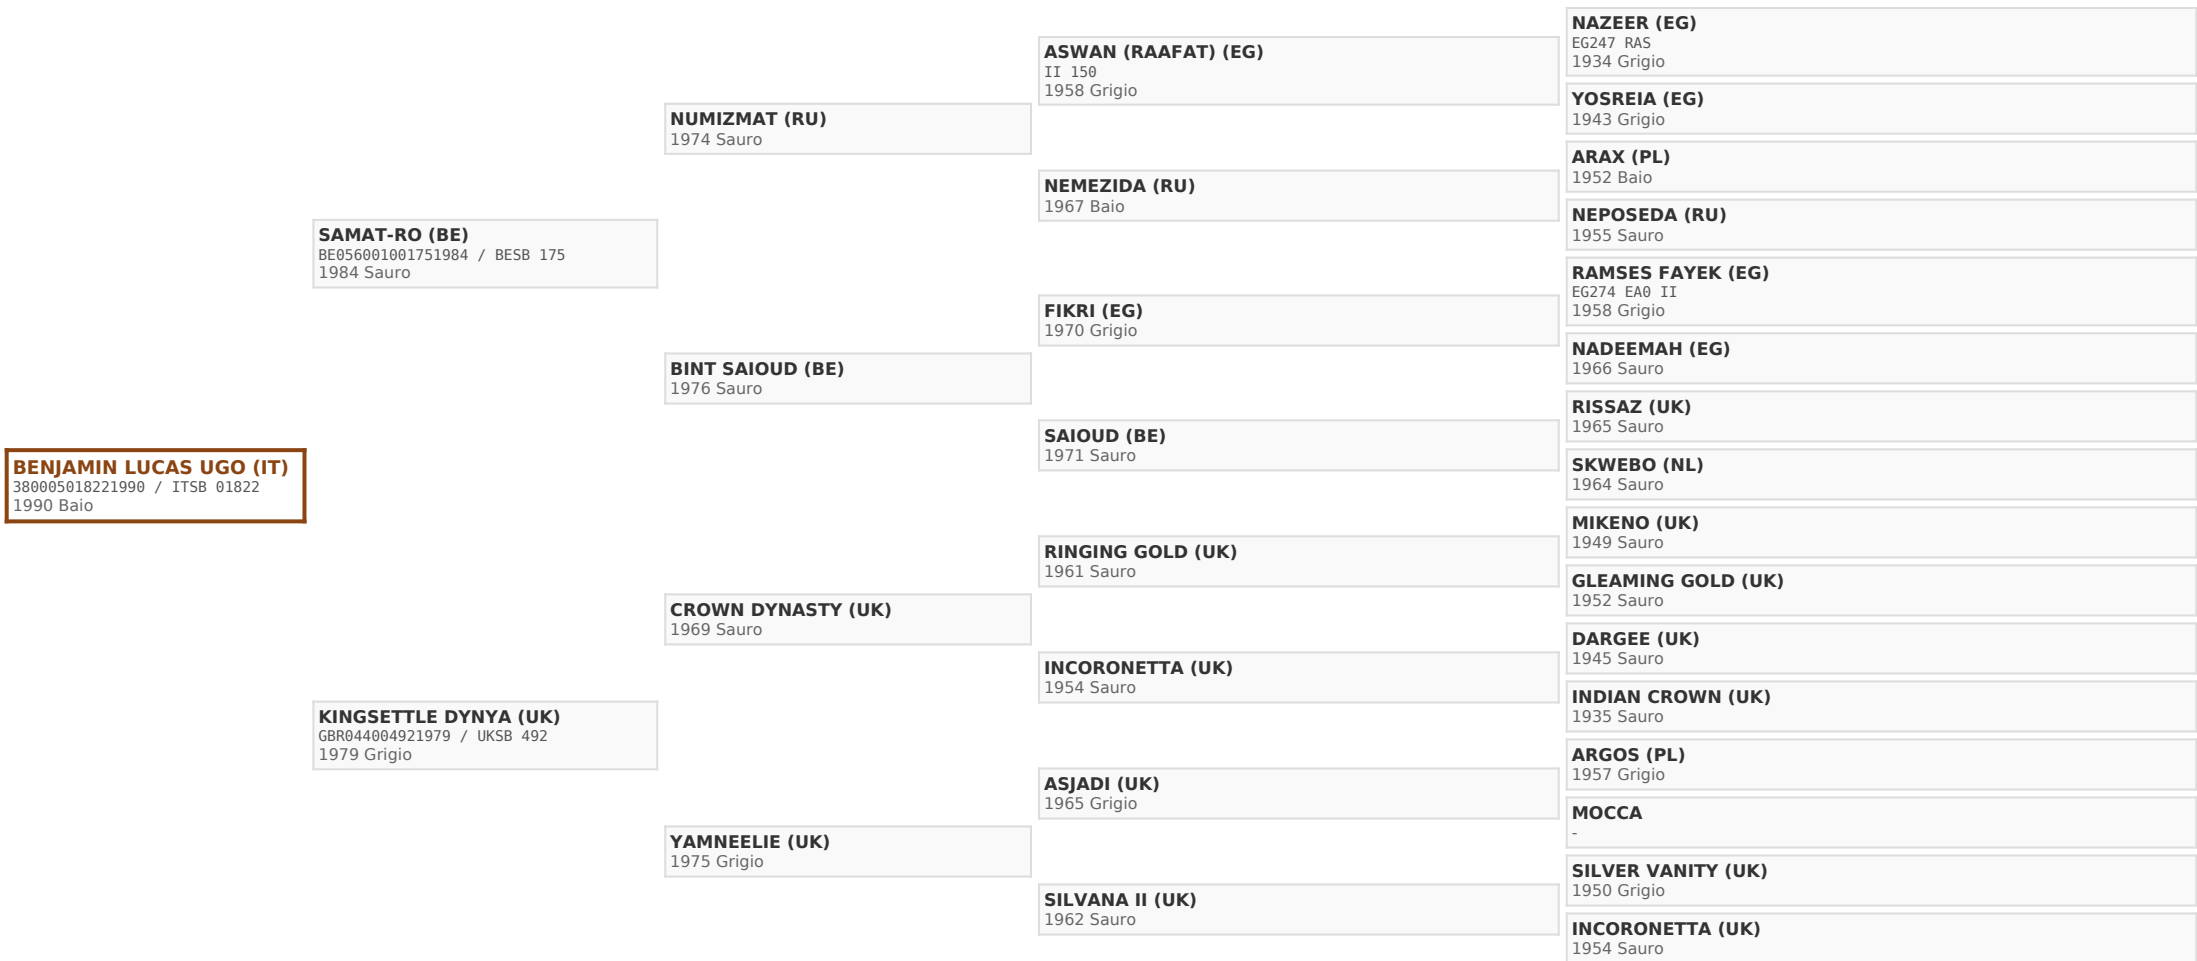 BENJAMIN LUCAS UGO (IT)
380005018221990 / ITSB 01822
1990 Baio
SAMAT-RO (BE)
BE056001001751984 / BESB 175
1984 Sauro
KINGSETTLE DYNYA (UK)
GBR044004921979 / UKSB 492
1979 Grigio
NUMIZMAT (RU)
1974 Sauro
BINT SAIOUD (BE)
1976 Sauro
CROWN DYNASTY (UK)
1969 Sauro
YAMNEELIE (UK)
1975 Grigio
ASWAN (RAAFAT) (EG)
II 150
1958 Grigio
NEMEZIDA (RU)
1967 Baio
FIKRI (EG)
1970 Grigio
SAIOUD (BE)
1971 Sauro
RINGING GOLD (UK)
1961 Sauro
INCORONETTA (UK)
1954 Sauro
ASJADI (UK)
1965 Grigio
SILVANA II (UK)
1962 Sauro
NAZEER (EG)
EG247 RAS
1934 Grigio
YOSREIA (EG)
1943 Grigio
ARAX (PL)
1952 Baio
NEPOSEDA (RU)
1955 Sauro
RAMSES FAYEK (EG)
EG274 EAO II
1958 Grigio
NADEEMAH (EG)
1966 Sauro
RISSAZ (UK)
1965 Sauro
SKWEBO (NL)
1964 Sauro
MIKENO (UK)
1949 Sauro
GLEAMING GOLD (UK)
1952 Sauro
DARGEE (UK)
1945 Sauro
INDIAN CROWN (UK)
1935 Sauro
ARGOS (PL)
1957 Grigio
MOCCA
-
SILVER VANITY (UK)
1950 Grigio
INCORONETTA (UK)
1954 Sauro